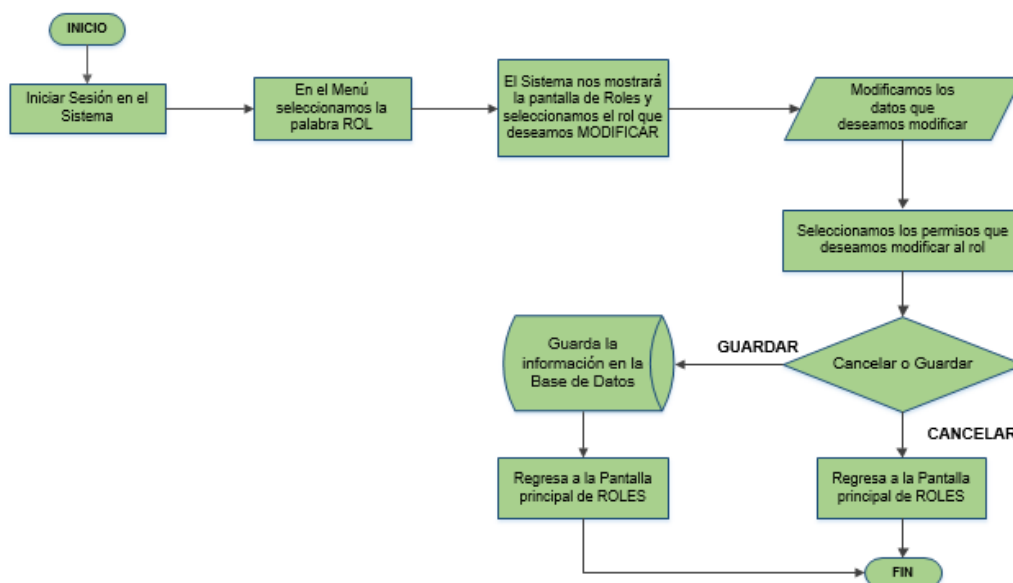 INICIO
Iniciar Sesión en el
Sistema
En el Menú
seleccionamos la
palabra ROL
El Sistema nos mostrará
la pantalla de Roles y
seleccionamos el rol que
deseamos MODIFICAR
Modificamos los
datos que
deseamos modificar
Seleccionamos los permisos que
deseamos modificar al rol
Cancelar o Guardar
GUARDAR
Guarda la
información en la
Base de Datos
CANCELAR
Regresa a la Pantalla
principal de ROLES
Regresa a la Pantalla
principal de ROLES
FIN